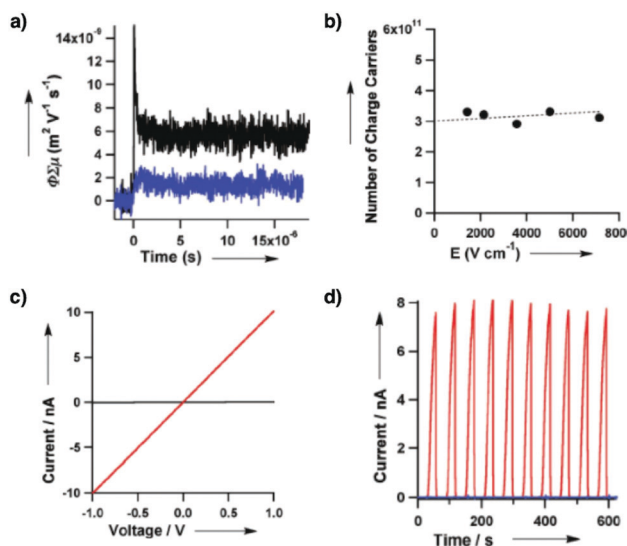 a)
14x10⁻⁹
12
10
8
6
4
2
0
ΦΣμ (m² V⁻¹ s⁻¹)
0
5
10
15x10⁻⁶
Time (s)
b)
6x10¹¹
5
4
3
2
1
0
Number of Charge Carriers
0
2000
4000
6000
8000
E (V cm⁻¹)
c)
10
5
0
-5
-10
Current / nA
-1.0
-0.5
0.0
0.5
1.0
Voltage / V
d)
8
6
4
2
0
Current / nA
0
200
400
600
Time / s